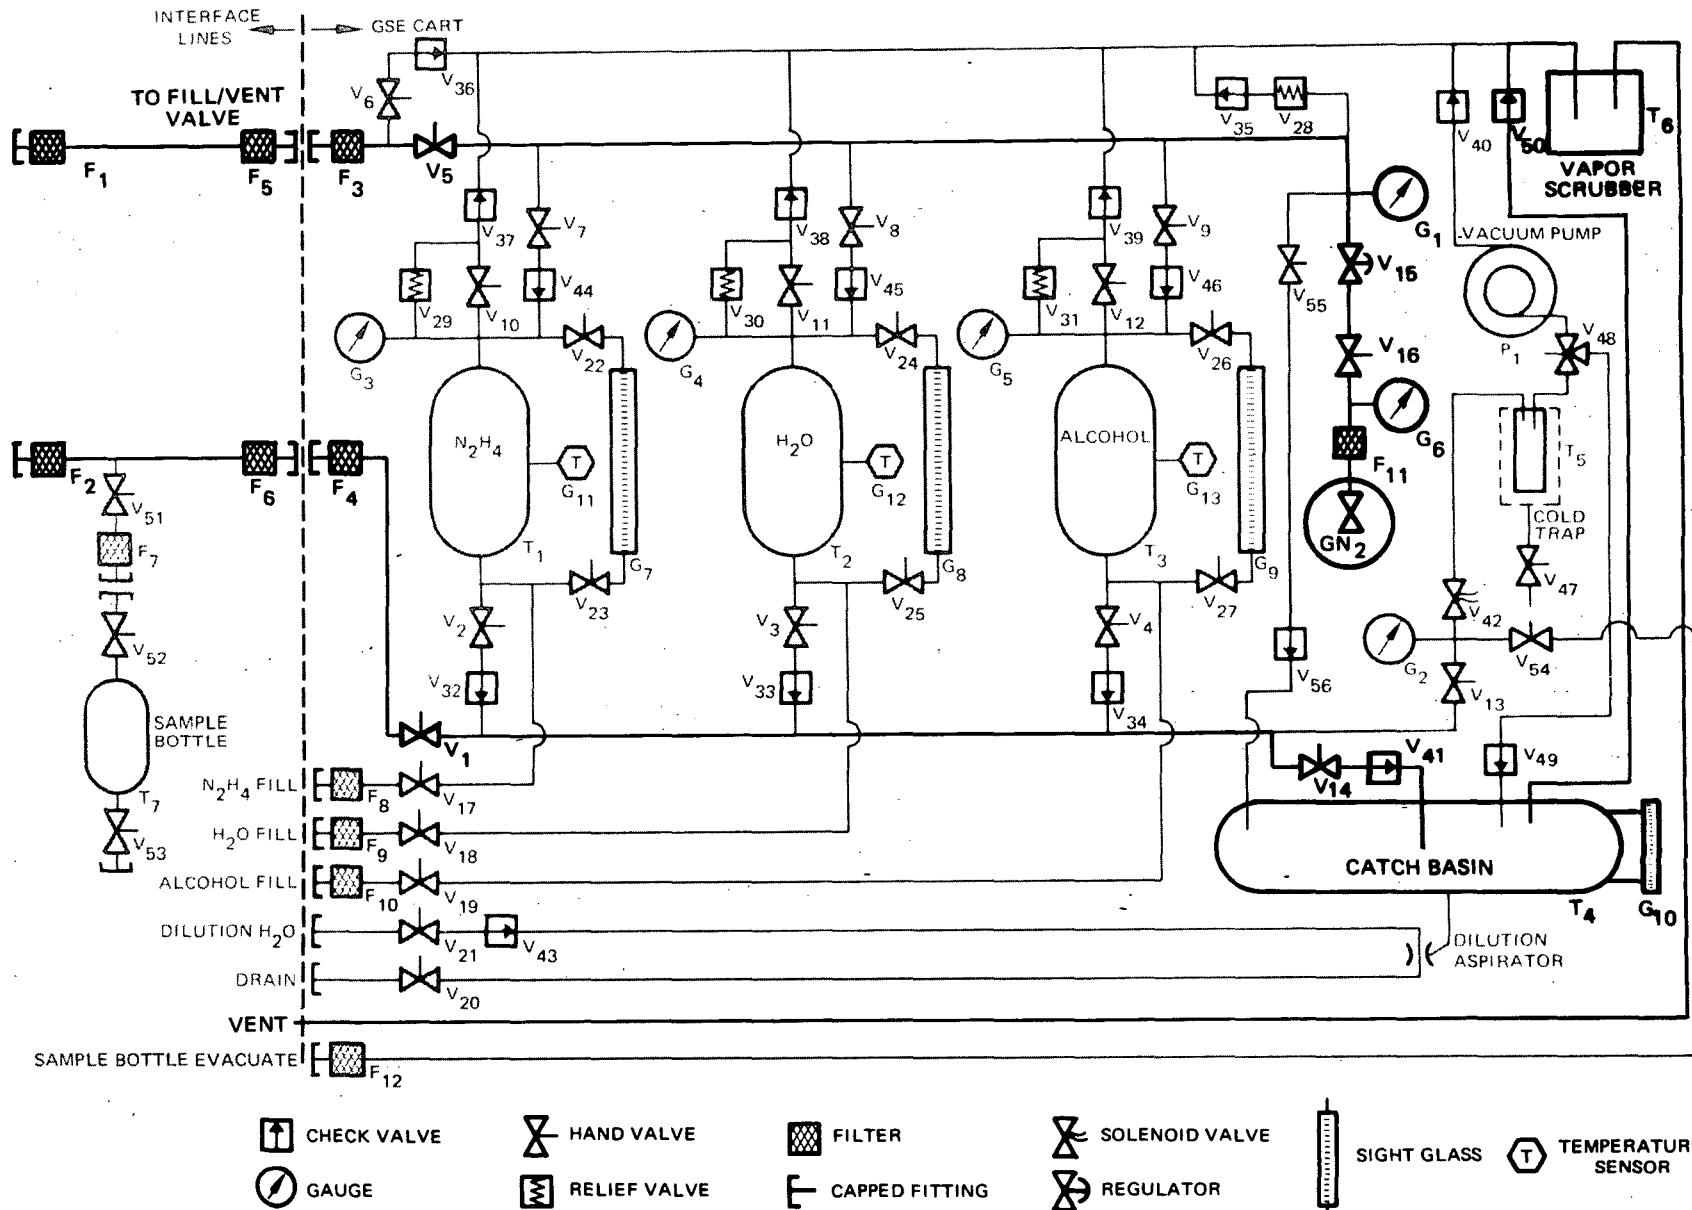 INTERFACE
LINES
GSE CART
TO FILL/VENT
VALVE
F1
F5
F3
V5
V6
V36
V37
V7
V38
V8
V39
V9
V35
V28
V40
V50
T6
VAPOR
SCRUBBER
G1
VACUUM PUMP
V15
V55
V29
V10
V44
V22
V30
V11
V45
V24
V31
V12
V46
V26
G3
G4
G5
V16
P1
V48
G6
F11
GN2
T5
COLD
TRAP
V47
N2H4
T
G11
H2O
T
G12
ALCOHOL
T
G13
T1
G7
T2
G8
T3
G9
F2
F6
F4
V51
F7
V52
V2
V23
V3
V25
V4
V27
V42
G2
V54
V13
V32
V33
V34
V56
SAMPLE
BOTTLE
T7
V53
V1
V14
V41
V49
N2H4 FILL
F8
V17
H2O FILL
F9
V18
ALCOHOL FILL
F10
V19
CATCH BASIN
T4
G10
DILUTION H2O
V21
V43
DILUTION
ASPIRATOR
DRAIN
V20
VENT
SAMPLE BOTTLE EVACUATE
F12
CHECK VALVE
HAND VALVE
FILTER
SOLENOID VALVE
SIGHT GLASS
T
TEMPERATUR
SENSOR
GAUGE
RELIEF VALVE
CAPPED FITTING
REGULATOR